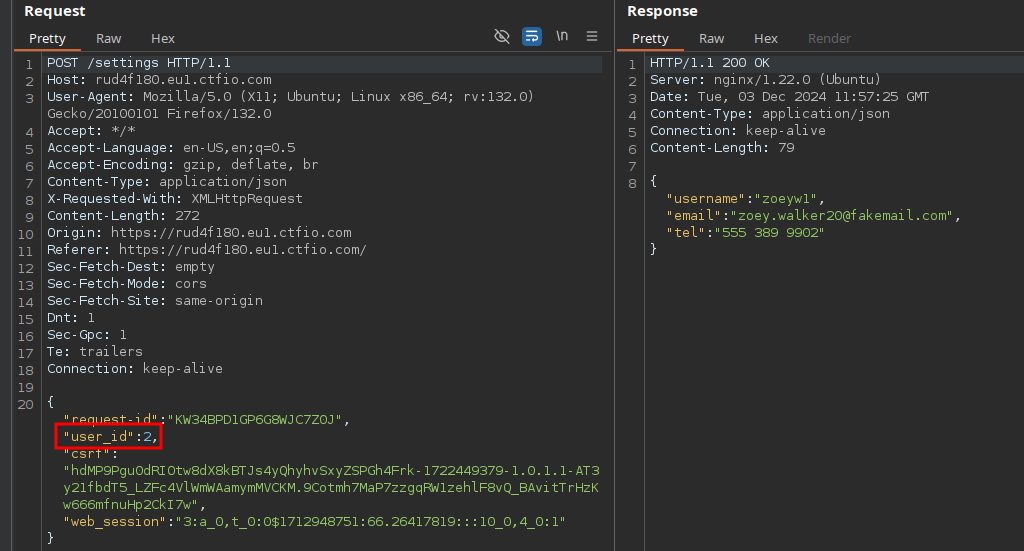 Request
Pretty Raw Hex \n
1 POST /settings HTTP/1.1
2 Host: rud4f180.eu1.ctfio.com
3 User-Agent: Mozilla/5.0 (X11; Ubuntu; Linux x86_64; rv:132.0)
Gecko/20100101 Firefox/132.0
4 Accept: */*
5 Accept-Language: en-US,en;q=0.5
6 Accept-Encoding: gzip, deflate, br
7 Content-Type: application/json
8 X-Requested-With: XMLHttpRequest
9 Content-Length: 272
10 Origin: https://rud4f180.eu1.ctfio.com
11 Referer: https://rud4f180.eu1.ctfio.com/
12 Sec-Fetch-Dest: empty
13 Sec-Fetch-Mode: cors
14 Sec-Fetch-Site: same-origin
15 Dnt: 1
16 Sec-Gpc: 1
17 Te: trailers
18 Connection: keep-alive
19
20 {
"request-id":"KW34BPD1GP6G8WJC7Z0J",
"user_id":2,
"csrf":
"hdMP9PguOdRIOtw8dX8kBTJs4yQhyhvSxyZSPGh4Frk-1722449379-1.0.1.1-AT3
y21fbdT5_LZFc4VlWmWAamymMVCKM.9Cotmh7MaP7zzgqRW1zehlF8vQ_BAvitTrHzK
w666mfnuHp2CkI7w",
"web_session":"3:a_0,t_0:0$1712948751:66.26417819:::10_0,4_0:1"
}
Response
Pretty Raw Hex Render
1 HTTP/1.1 200 OK
2 Server: nginx/1.22.0 (Ubuntu)
3 Date: Tue, 03 Dec 2024 11:57:25 GMT
4 Content-Type: application/json
5 Connection: keep-alive
6 Content-Length: 79
7
8 {
"username":"zoeyw1",
"email":"zoey.walker20@fakemail.com",
"tel":"555 389 9902"
}